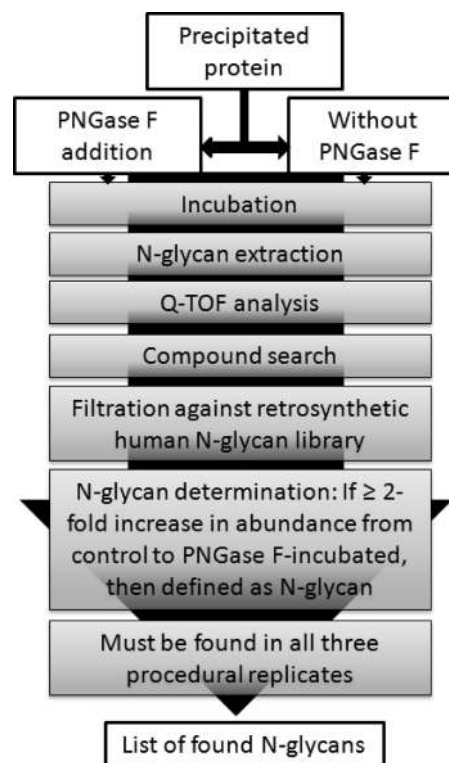 Precipitated
protein
PNGase F
addition
Without
PNGase F
Incubation
N-glycan extraction
Q-TOF analysis
Compound search
Filtration against retrosynthetic
human N-glycan library
N-glycan determination: If ≥ 2-
fold increase in abundance from
control to PNGase F-incubated,
then defined as N-glycan
Must be found in all three
procedural replicates
List of found N-glycans